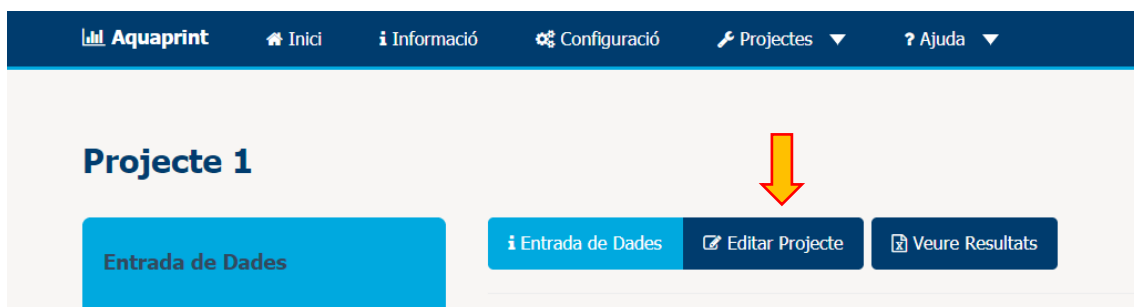 Aquaprint Inici Informació Configuració Projectes Ajuda
Projecte 1
Entrada de Dades Editar Projecte Veure Resultats
Entrada de Dades